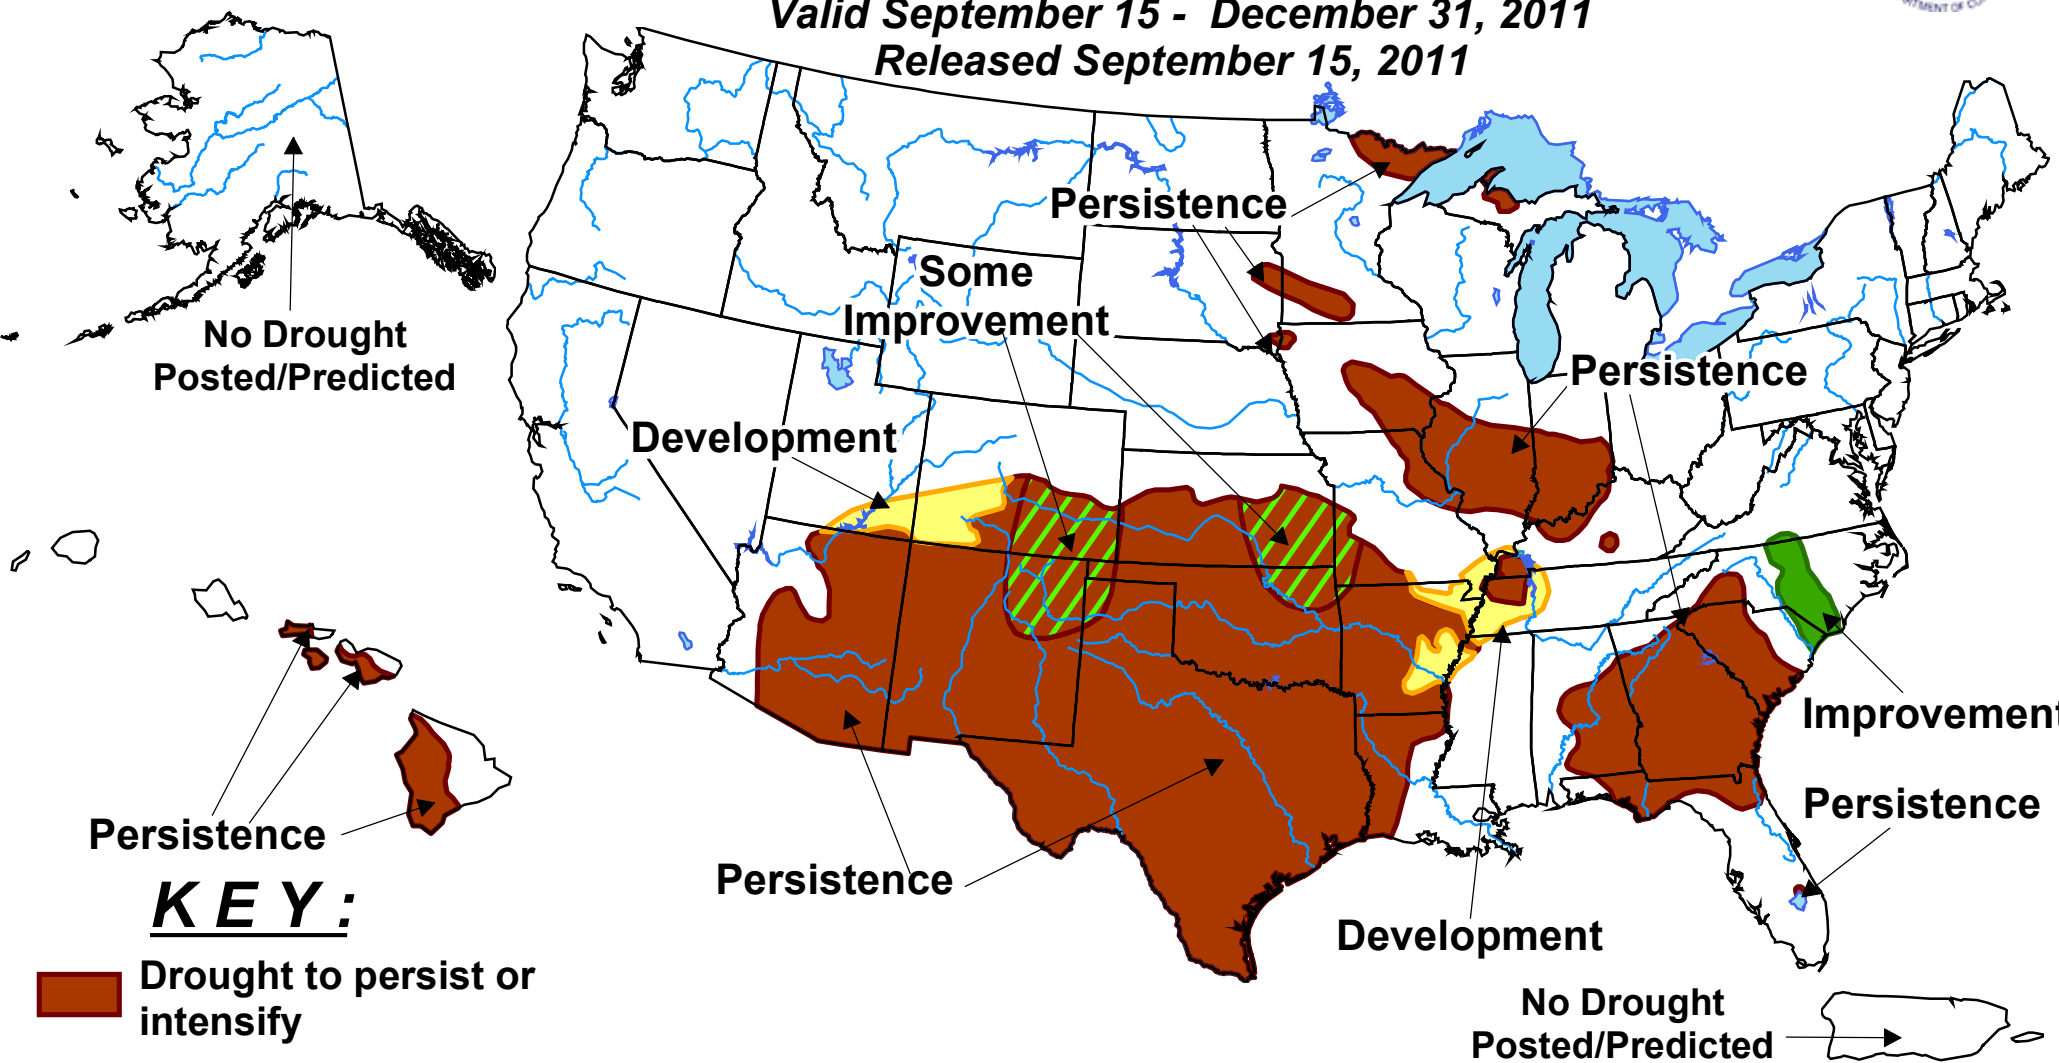 Valid September 15 - December 31, 2011
Released September 15, 2011
Persistence
Some
Improvement
No Drought
Posted/Predicted
Persistence
Development
Improvement
Persistence
Persistence
Persistence
Development
KEY:
Drought to persist or
intensify
No Drought
Posted/Predicted